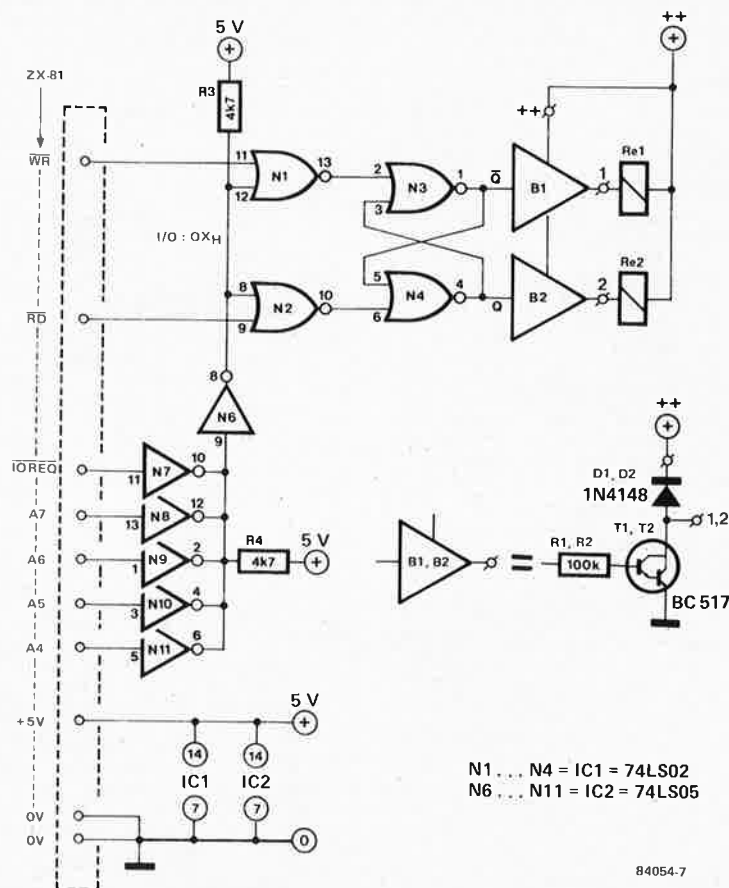 5 V
++
ZX-81
R3
4k7
++
W̅R̅
11
12
N1
13
2
3
N3
1
Q̅
B1
1
Re1
I/O : OXH
8
9
N2
10
5
6
N4
4
Q
B2
2
Re2
R̅D̅
8
N6
9
I̅O̅R̅E̅Q̅
11
N7
10
A7
13
N8
12
A6
1
N9
2
R4
4k7
5 V
A5
3
N10
4
A4
5
N11
6
++
D1, D2
1N4148
B1, B2
R1, R2
100k
T1, T2
1,2
BC 517
+5V
5 V
14
14
IC1
IC2
7
7
0V
0V
0
N1 . . . N4 = IC1 = 74LS02
N6 . . . N11 = IC2 = 74LS05
84054-7